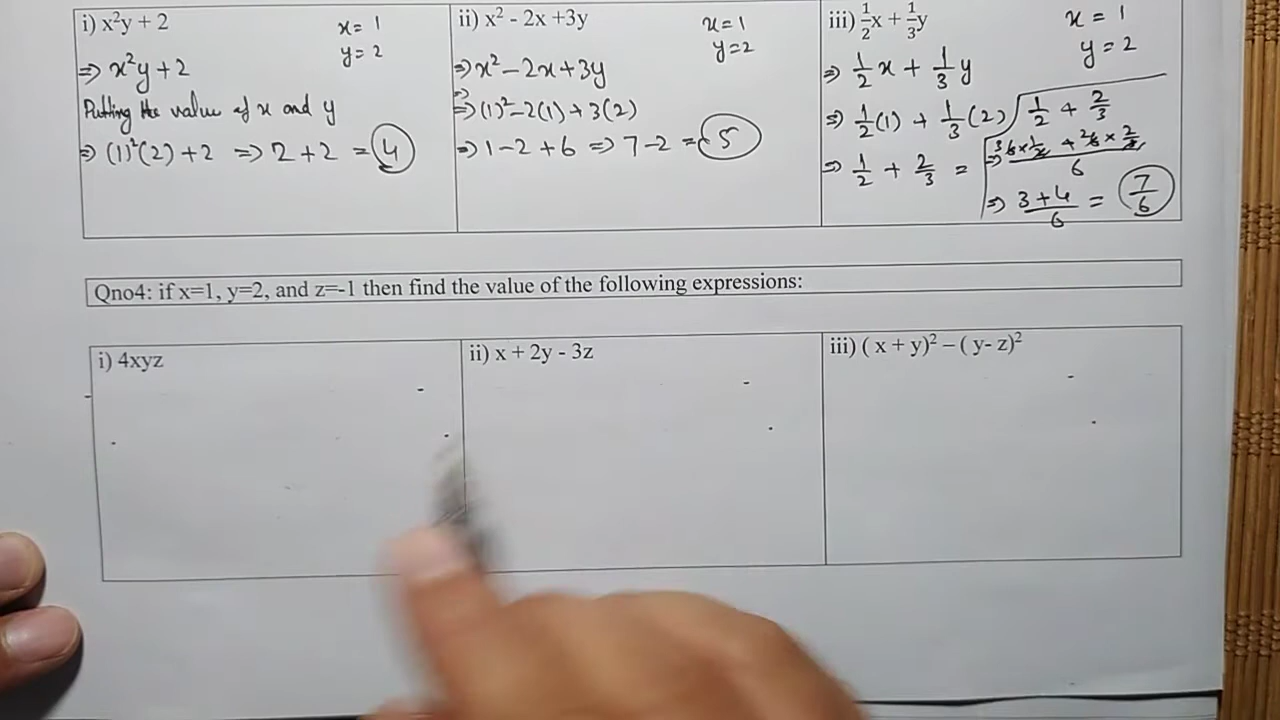 i) x²y + 2
x = 1
y = 2
⇒ x²y + 2
Putting the value of x and y
⇒ (1)²(2) + 2 ⇒ 2 + 2 = 4
ii) x² - 2x +3y
x = 1
y = 2
⇒ x² - 2x + 3y
⇒
⇒ (1)² - 2(1) + 3(2)
⇒ 1 - 2 + 6 ⇒ 7 - 2 = 5
iii) 1/2 x + 1/3 y
x = 1
y = 2
⇒ 1/2 x + 1/3 y
⇒ 1/2 (1) + 1/3 (2)
⇒ 1/2 + 2/3 =
1/2 + 2/3
⇒ 6
⇒ 3 + 4 / 6 = 7/6
Qno4: if x=1, y=2, and z=-1 then find the value of the following expressions:
i) 4xyz
ii) x + 2y - 3z
iii) ( x + y)² – ( y- z)²